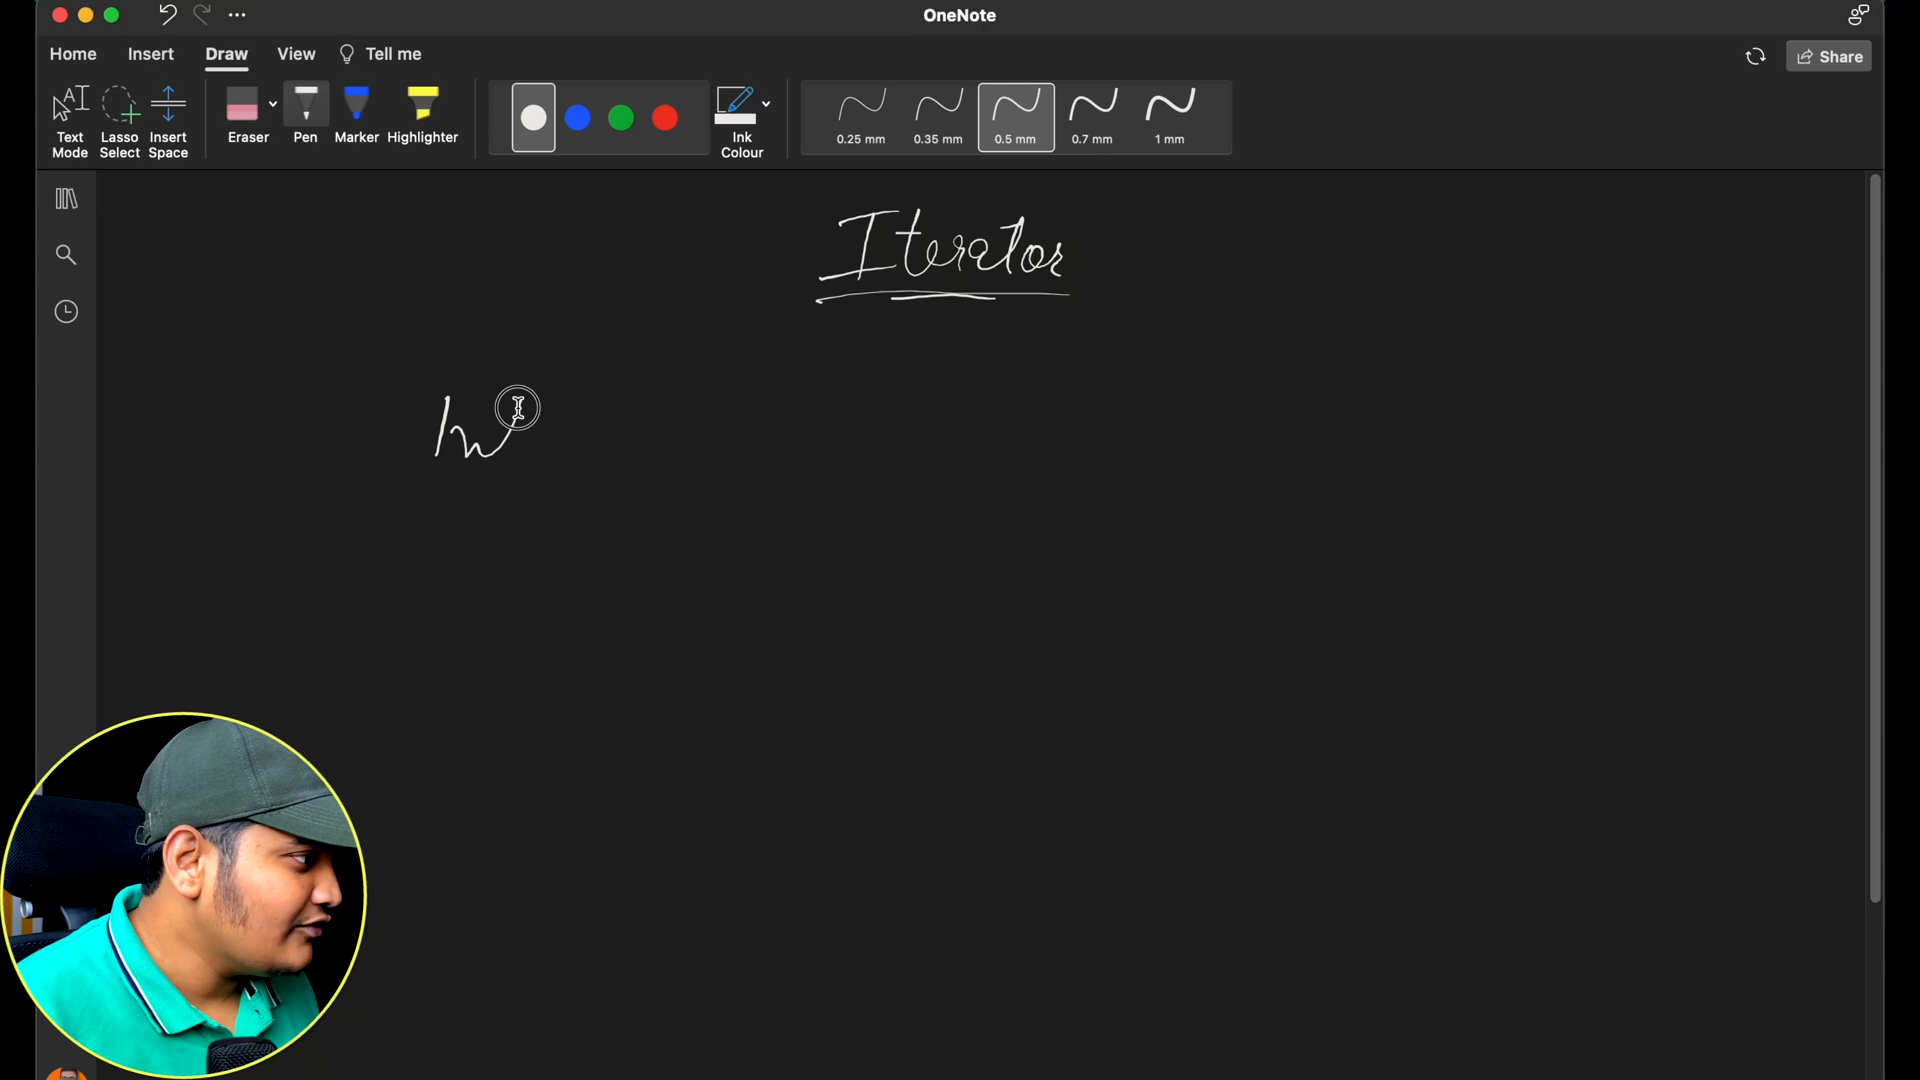 OneNote
Home Insert Draw View Tell me
Share
Text Mode
Lasso Select
Insert Space
Eraser
Pen
Marker
Highlighter
Ink Colour
0.25 mm
0.35 mm
0.5 mm
0.7 mm
1 mm
Iterator